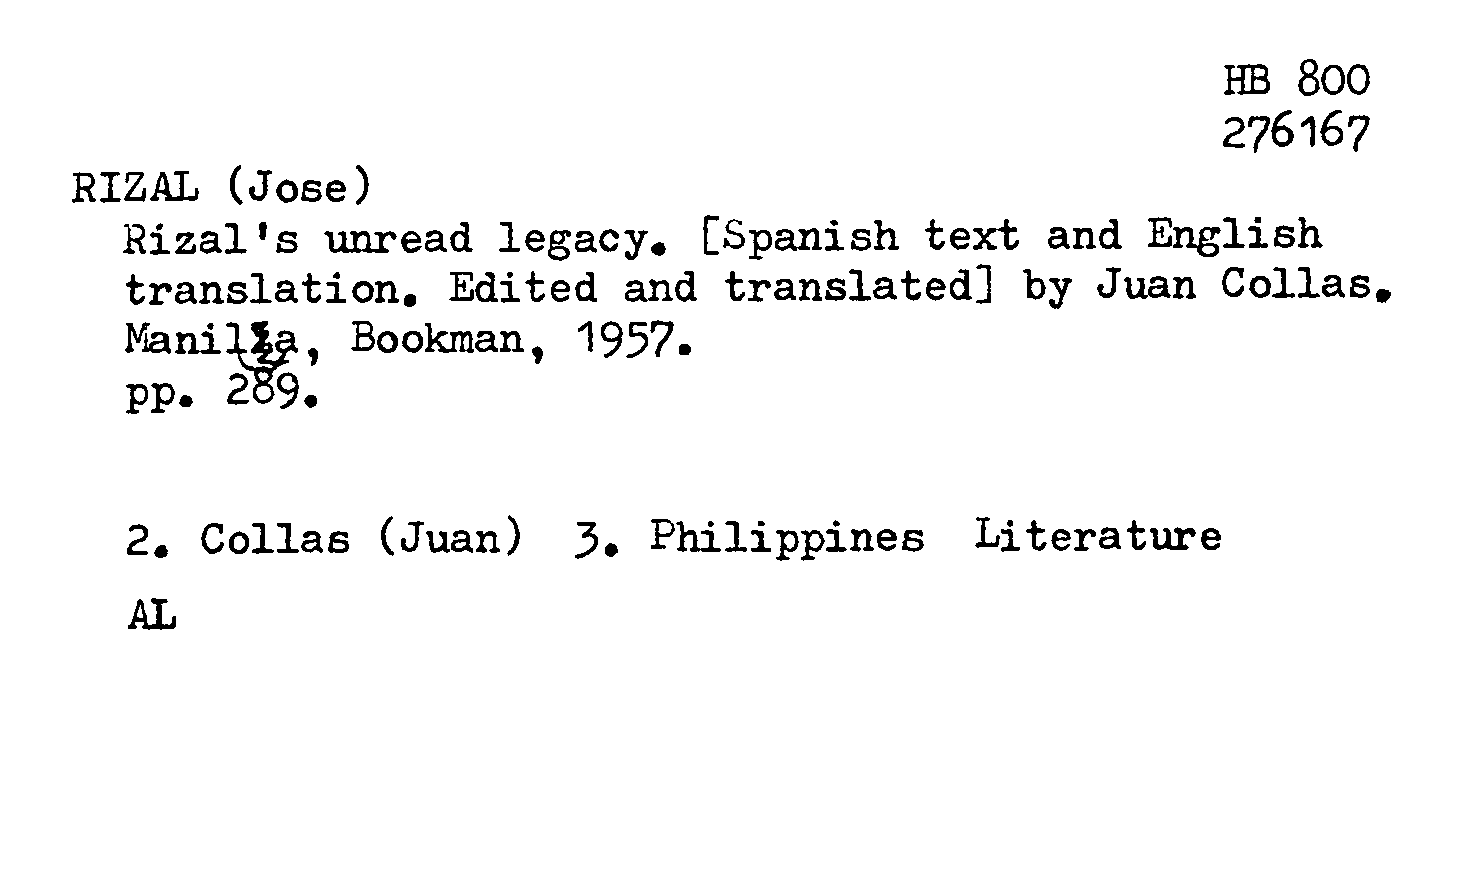 HB 800
276167
RIZAL (Jose)
Rizal's unread legacy. [Spanish text and English
translation. Edited and translated] by Juan Collas.
Manila, Bookman, 1957.
pp. 289.
2. Collas (Juan) 3. Philippines Literature
AL